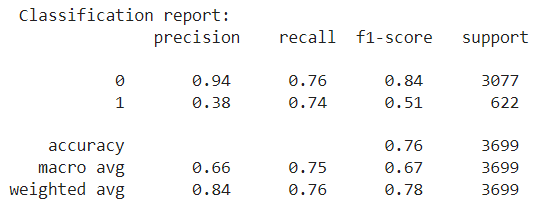 Classification report:
precision recall f1-score support
0 0.94 0.76 0.84 3077
1 0.38 0.74 0.51 622
accuracy 0.76 3699
macro avg 0.66 0.75 0.67 3699
weighted avg 0.84 0.76 0.78 3699